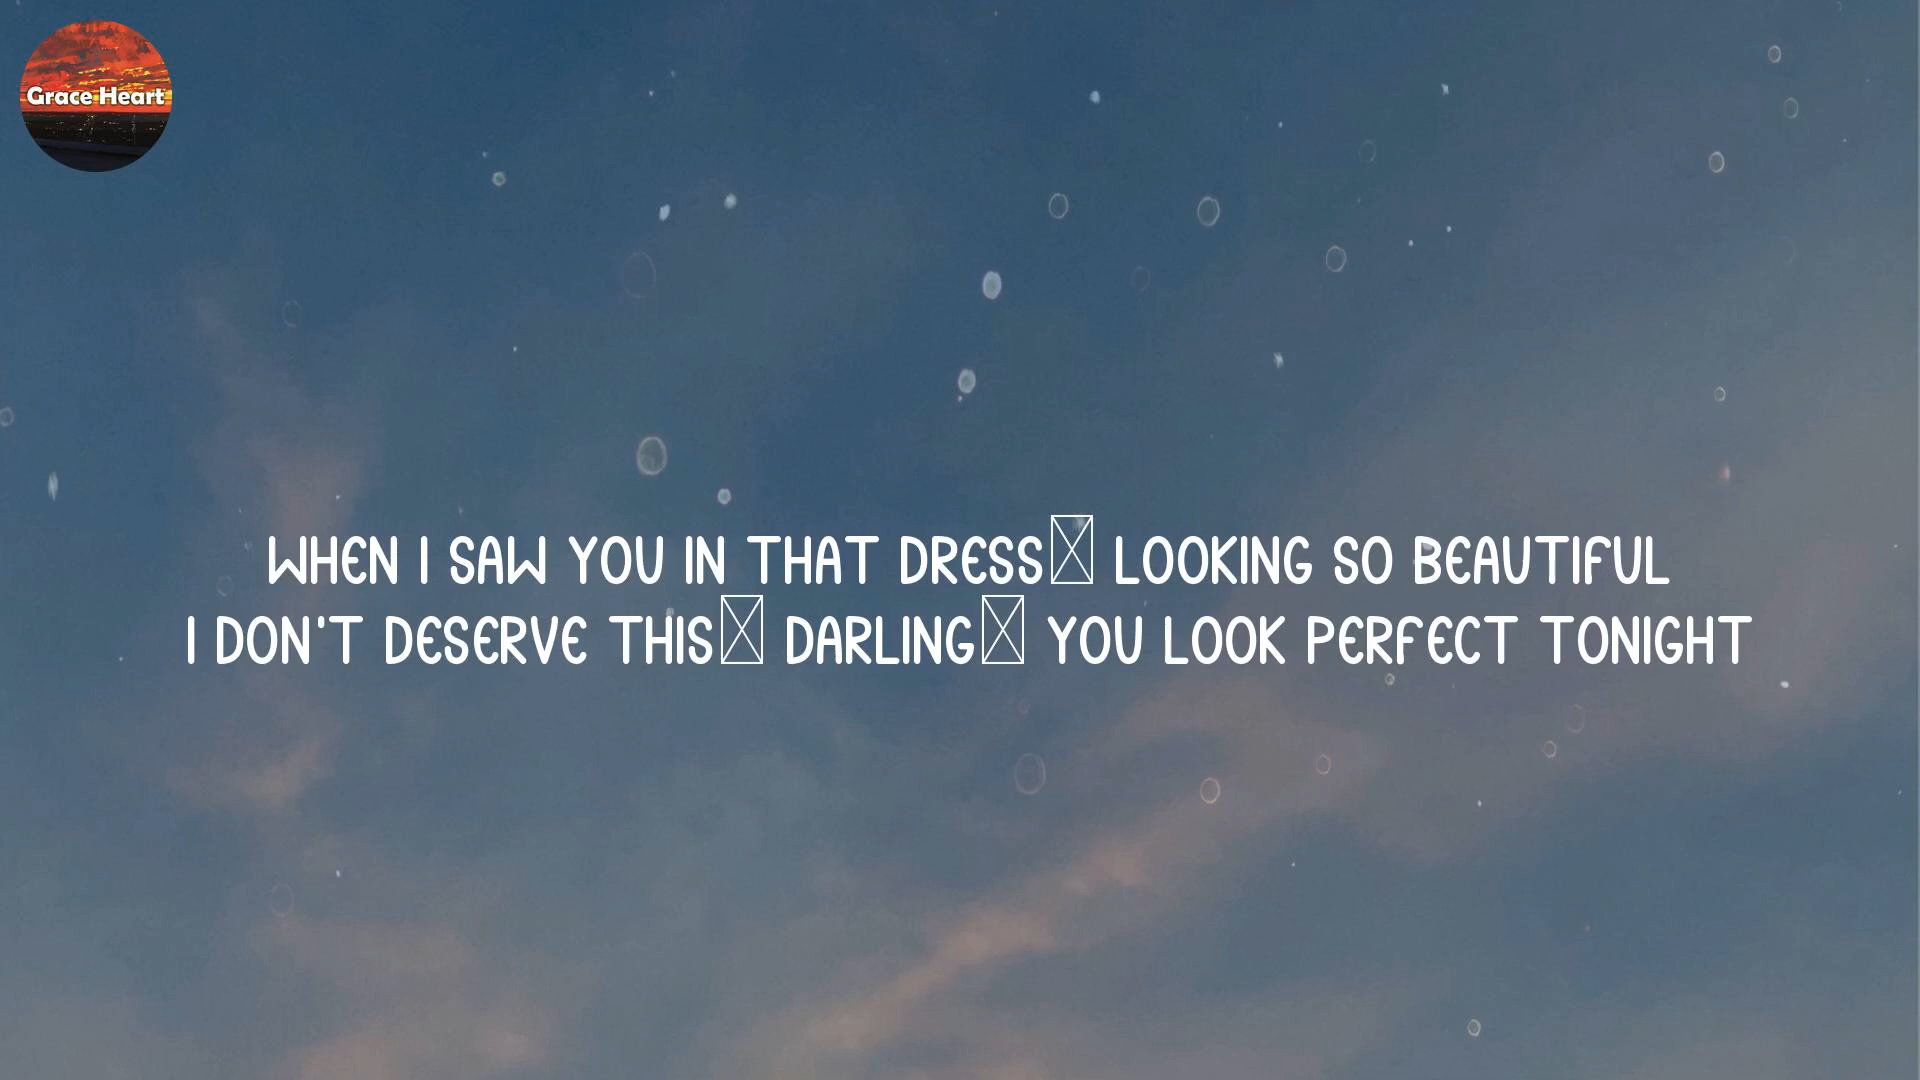 Grace Heart
WHEN I SAW YOU IN THAT DRESS☒ LOOKING SO BEAUTIFUL
I DON'T DESERVE THIS☒ DARLING☒ YOU LOOK PERFECT TONIGHT